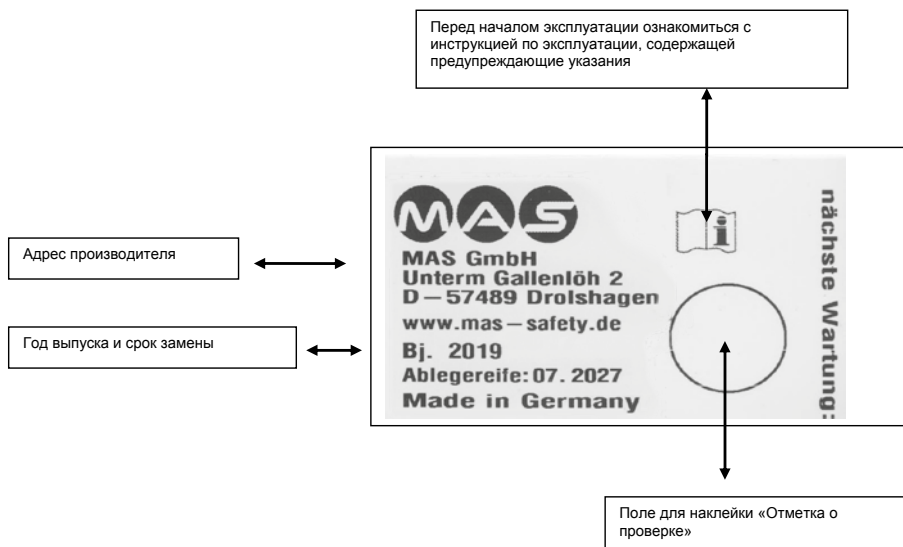 Перед началом эксплуатации ознакомиться с
инструкцией по эксплуатации, содержащей
предупреждающие указания
MAS
MAS GmbH
Unterm Gallenlöh 2
D – 57489 Drolshagen
www.mas – safety.de
Bj. 2019
Ablegereife: 07. 2027
Made in Germany
i
nächste Wartung:
Адрес производителя
Год выпуска и срок замены
Поле для наклейки «Отметка о
проверке»